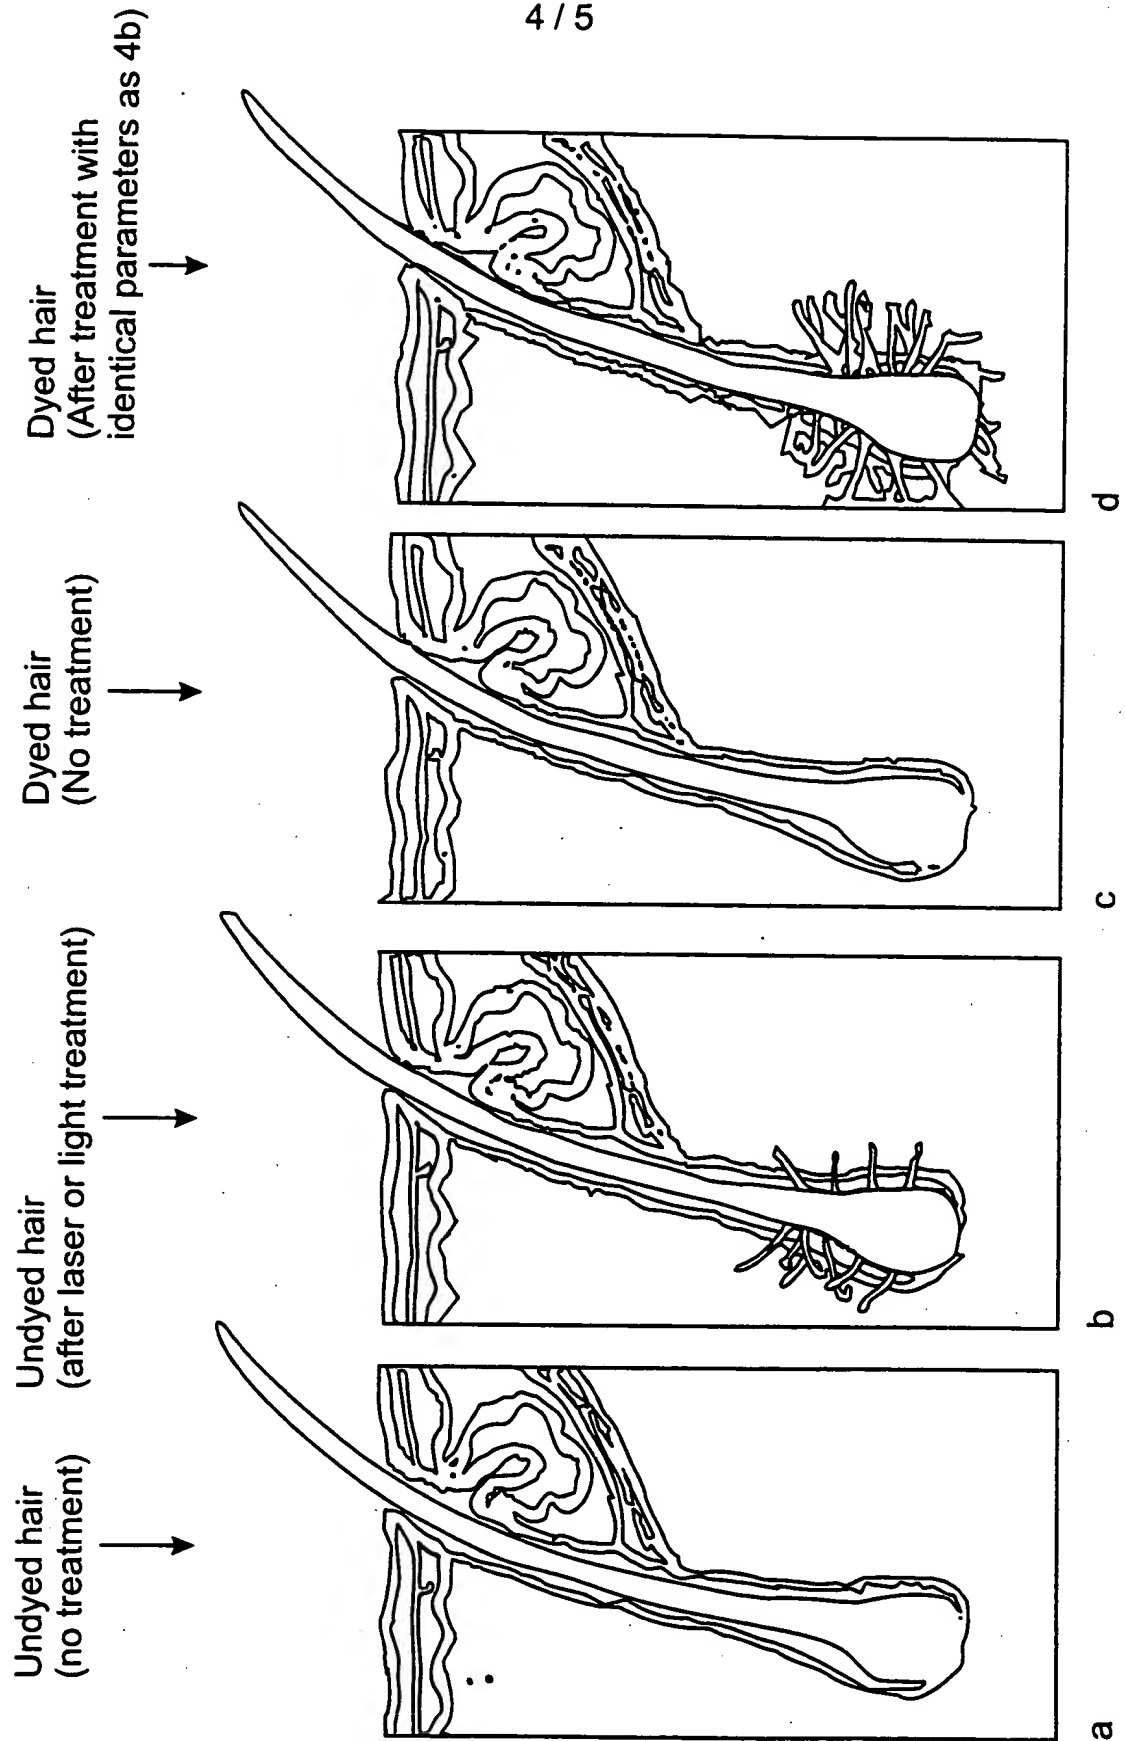 4 / 5
Undyed hair
(no treatment)
Undyed hair
(after laser or light treatment)
Dyed hair
(No treatment)
Dyed hair
(After treatment with
identical parameters as 4b)
a
b
c
d